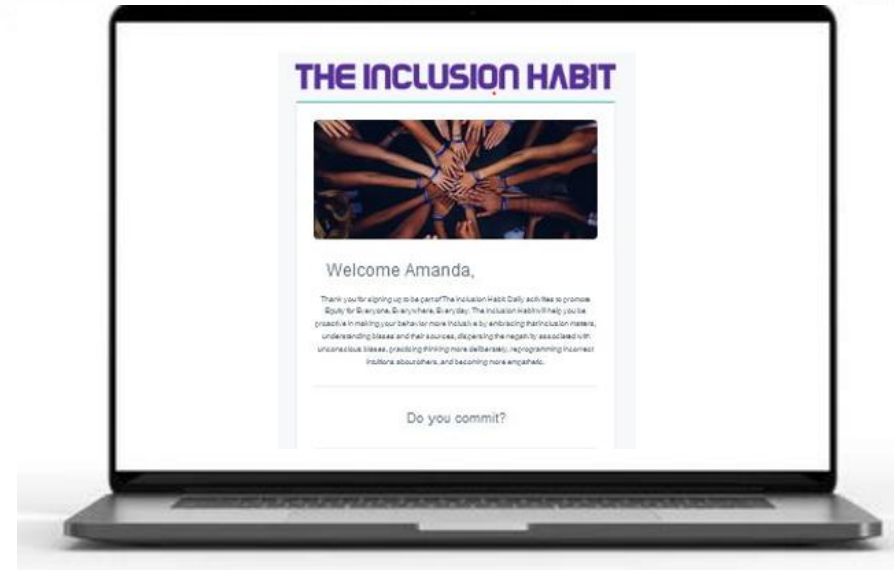 THE INCLUSION HABIT
Welcome Amanda,
Thank you for signing up to be part of The Inclusion Habit Daily activities to promote
Equity for Everyone, Everywhere, Everyday. The Inclusion Habit will help you be
proactive in making your behavior more inclusive by embracing that inclusion matters,
understanding biases and their sources, dispersing the negativity associated with
unconscious biases, practicing thinking more deliberately, reprogramming incorrect
intuitions about others, and becoming more empathetic.
Do you commit?